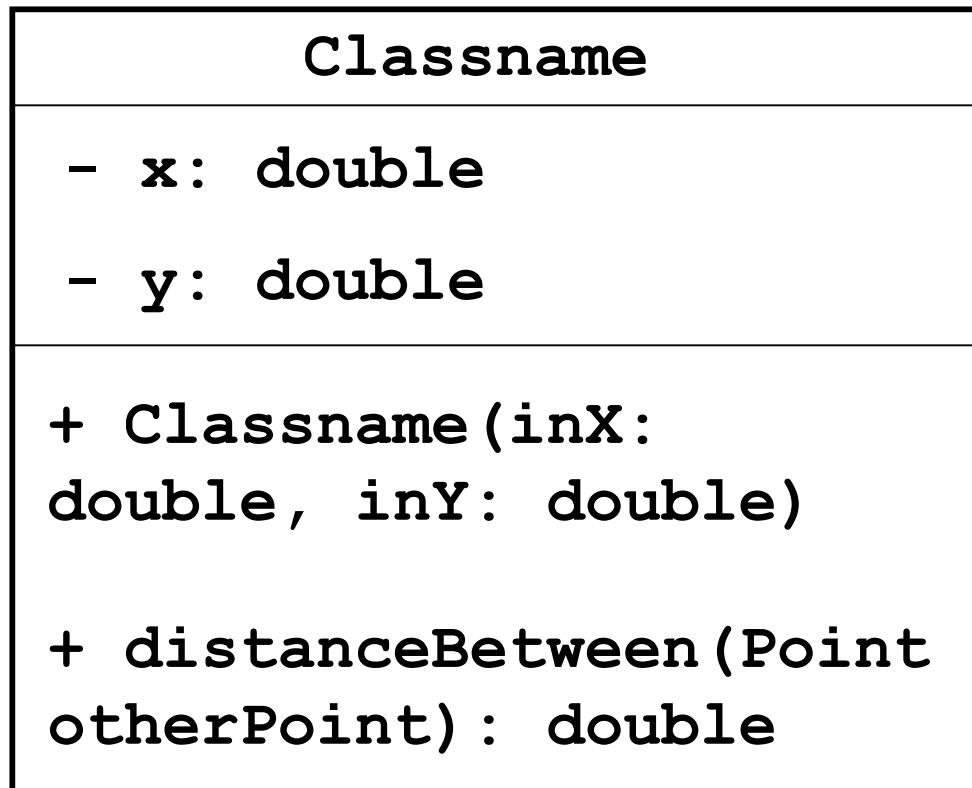 Classname
- x: double
- y: double
+ Classname(inX:
double, inY: double)
+ distanceBetween(Point
otherPoint): double